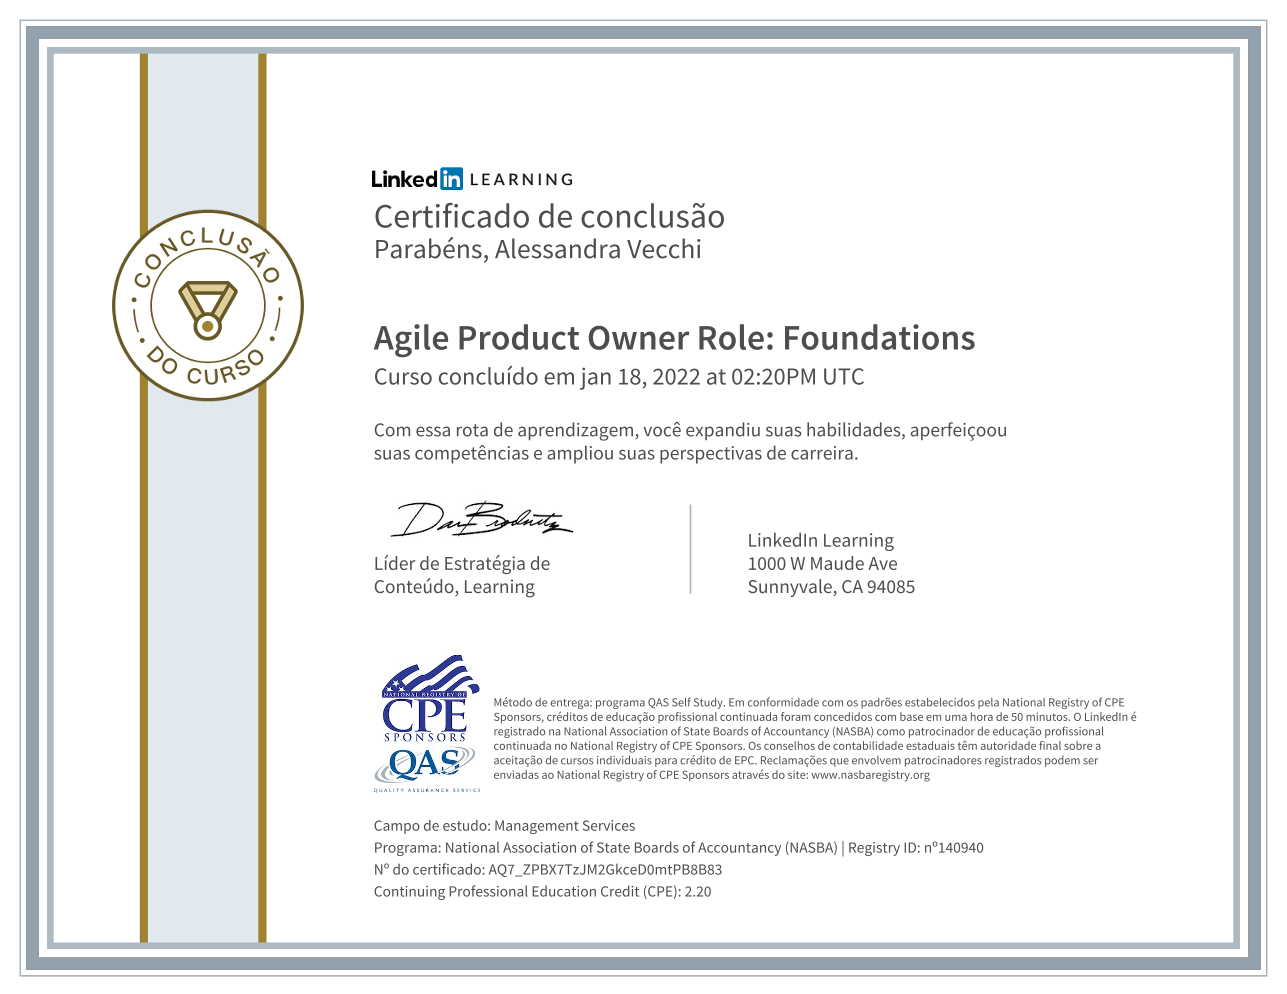 CONCLUSÃO
DO CURSO
Linked in LEARNING
Certificado de conclusão
Parabéns, Alessandra Vecchi
Agile Product Owner Role: Foundations
Curso concluído em jan 18, 2022 at 02:20PM UTC
Com essa rota de aprendizagem, você expandiu suas habilidades, aperfeiçoou
suas competências e ampliou suas perspectivas de carreira.
Líder de Estratégia de
Conteúdo, Learning
LinkedIn Learning
1000 W Maude Ave
Sunnyvale, CA 94085
NATIONAL REGISTRY OF
CPE
SPONSORS
QAS
QUALITY ASSURANCE SERVICE
Método de entrega: programa QAS Self Study. Em conformidade com os padrões estabelecidos pela National Registry of CPE
Sponsors, créditos de educação profissional continuada foram concedidos com base em uma hora de 50 minutos. O LinkedIn é
registrado na National Association of State Boards of Accountancy (NASBA) como patrocinador de educação profissional
continuada no National Registry of CPE Sponsors. Os conselhos de contabilidade estaduais têm autoridade final sobre a
aceitação de cursos individuais para crédito de EPC. Reclamações que envolvem patrocinadores registrados podem ser
enviadas ao National Registry of CPE Sponsors através do site: www.nasbaregistry.org
Campo de estudo: Management Services
Programa: National Association of State Boards of Accountancy (NASBA) | Registry ID: nº140940
Nº do certificado: AQ7_ZPBX7TzJM2GkceD0mtPB8B83
Continuing Professional Education Credit (CPE): 2.20